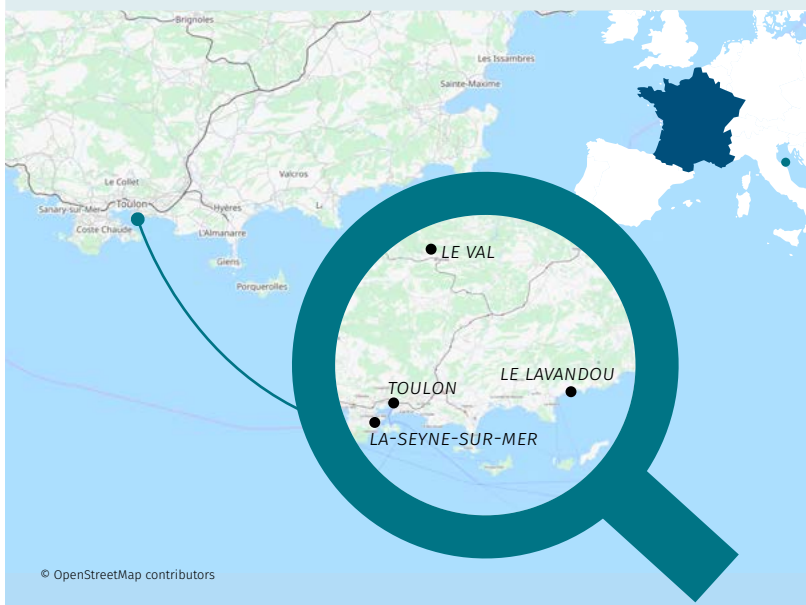 Brignoles
Les Issambres
Sainte-Maxime
Le Collet
Valcros
Sanary-sur-Mer
Toulon
Hyères
L
Coste Chaude
L'Almanarre
Giens
Porquerolles
LE VAL
LE LAVANDOU
TOULON
LA-SEYNE-SUR-MER
© OpenStreetMap contributors